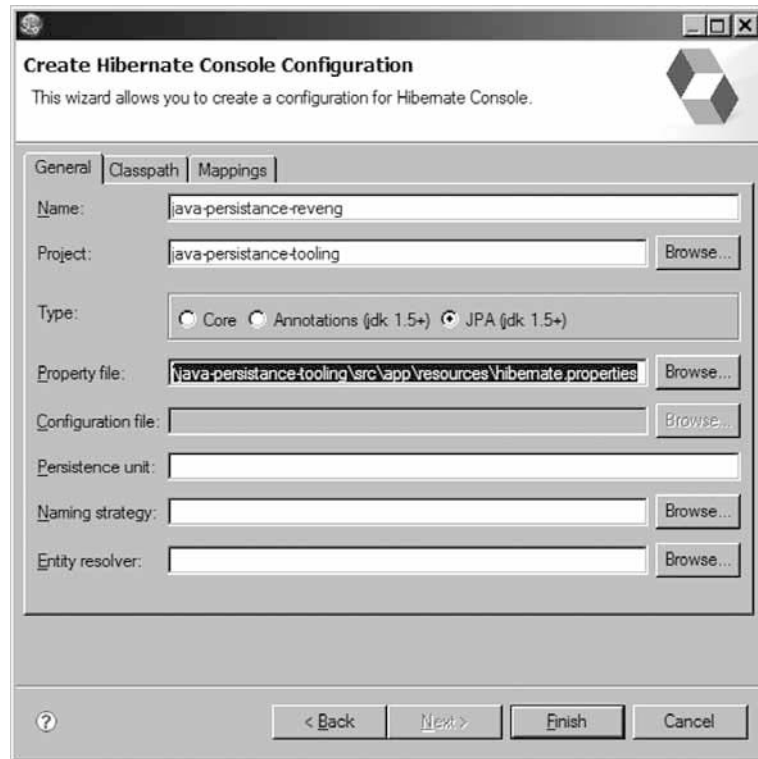 Create Hibernate Console Configuration
This wizard allows you to create a configuration for Hibernate Console.
General Classpath Mappings
Name: java-persistance-reveng
Project: java-persistance-tooling Browse...
Type: Core Annotations (jdk 1.5+) JPA (jdk 1.5+)
Property file: \java-persistance-tooling\src\app\resources\hibernate.properties Browse...
Configuration file: Browse...
Persistence unit:
Naming strategy: Browse...
Entity resolver: Browse...
? < Back Next > Finish Cancel